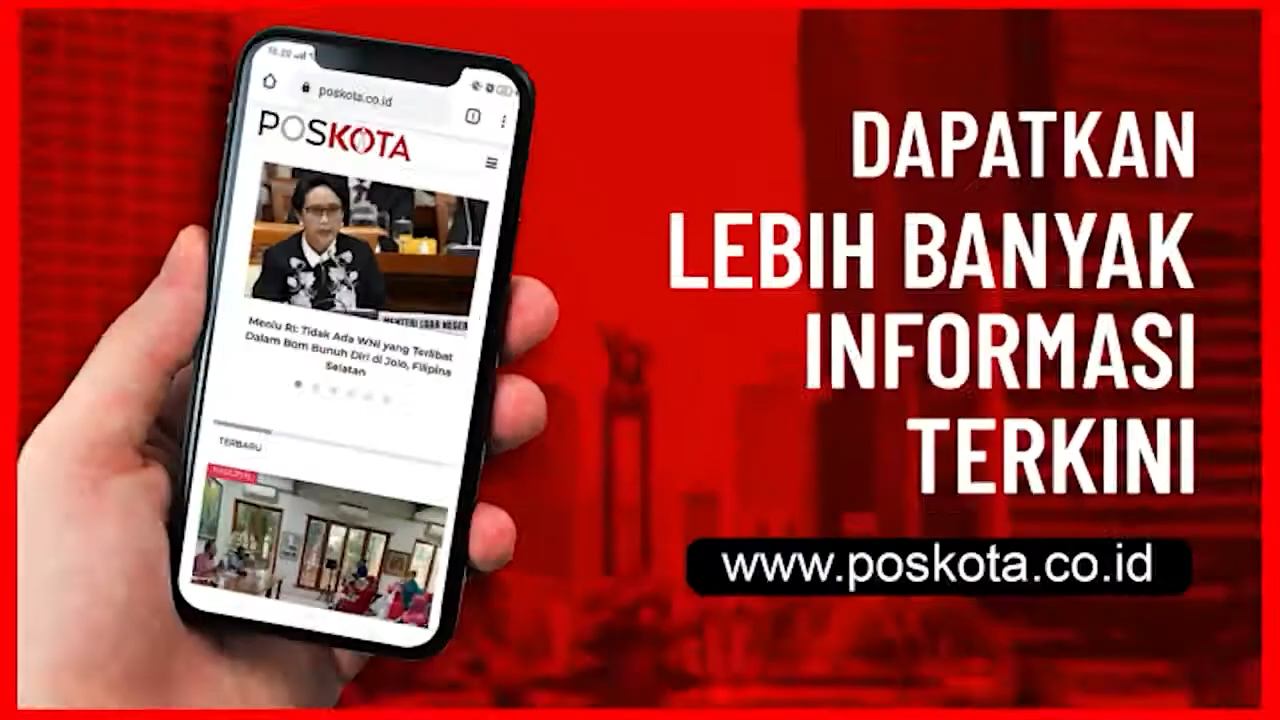 poskota.co.id
POSKOTA
Menlu RI: Tidak Ada WNI yang Terlibat
Dalam Bom Bunuh Diri di Jolo, Filipina
Selatan
TERBARU
DAPATKAN
LEBIH BANYAK
INFORMASI
TERKINI
www.poskota.co.id